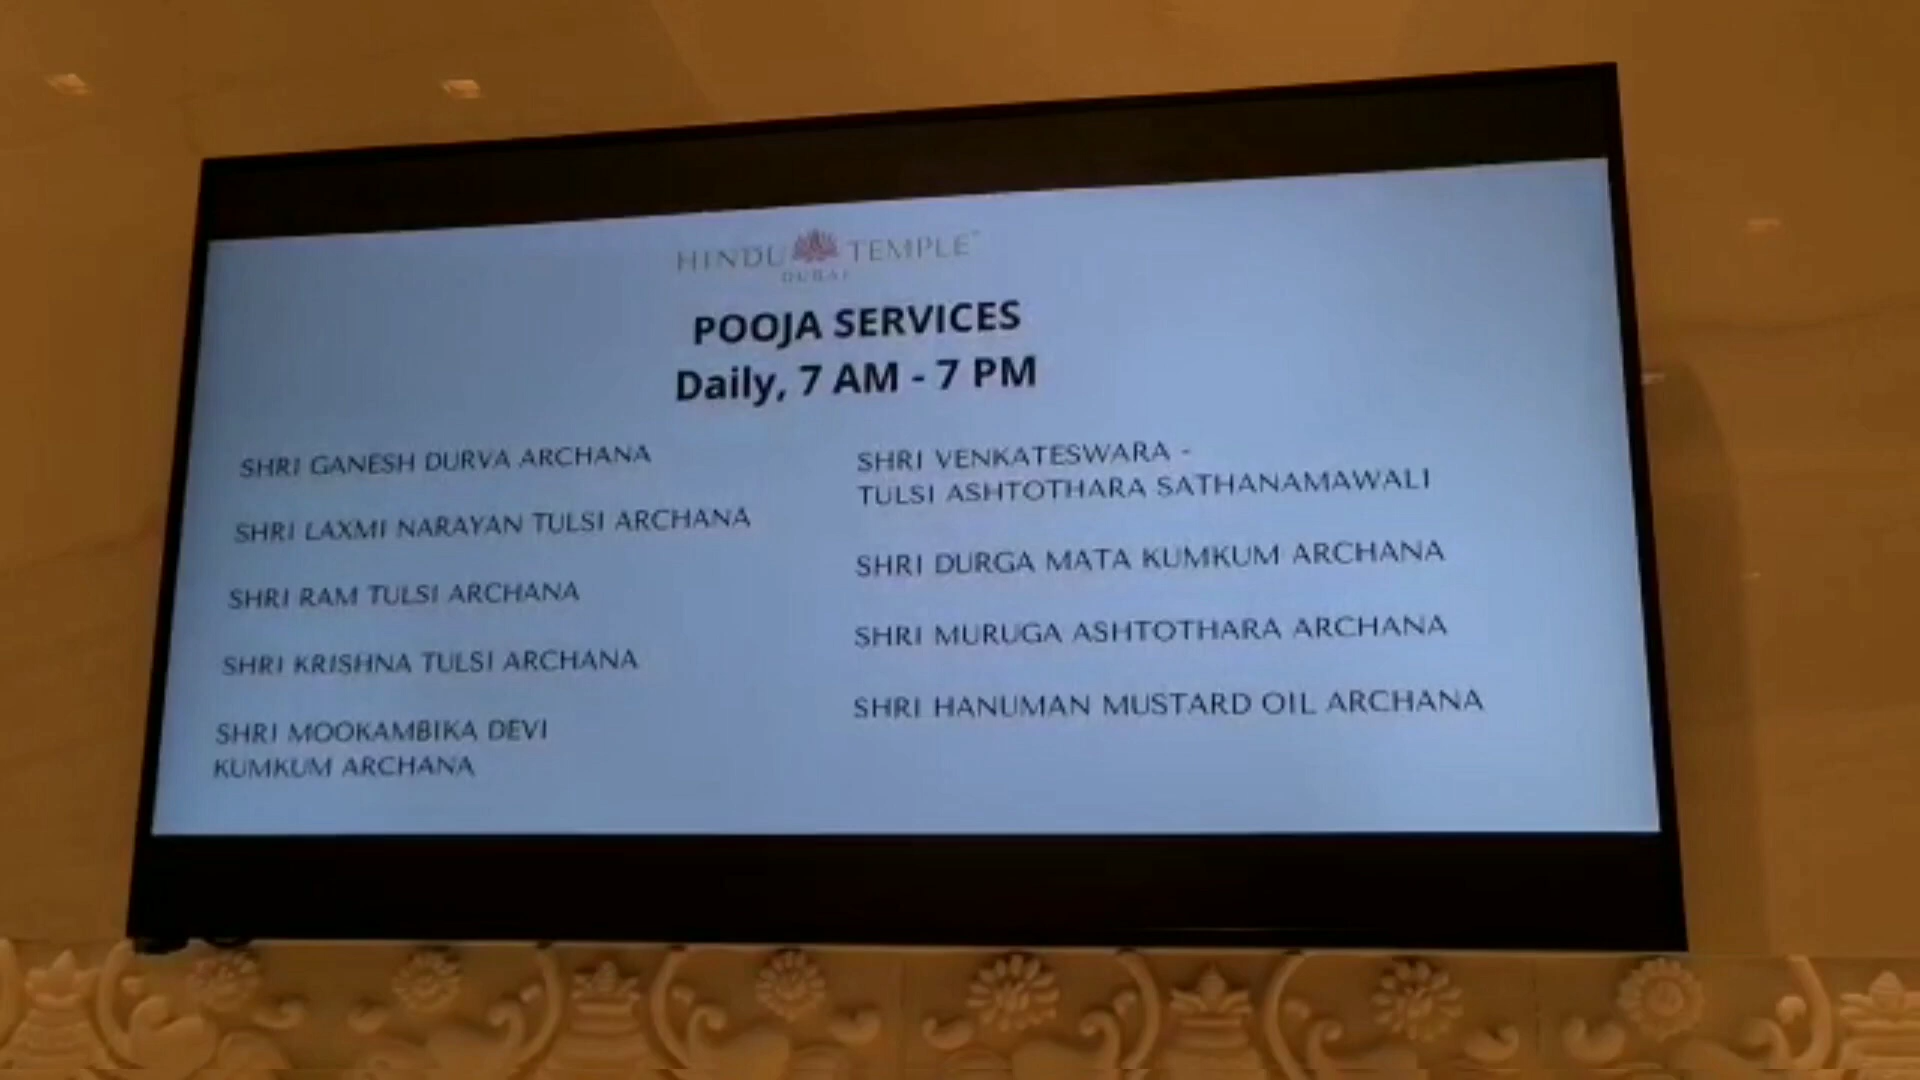 HINDU TEMPLE
DUBAI
POOJA SERVICES
Daily, 7 AM - 7 PM
SHRI GANESH DURVA ARCHANA
SHRI LAXMI NARAYAN TULSI ARCHANA
SHRI RAM TULSI ARCHANA
SHRI KRISHNA TULSI ARCHANA
SHRI MOOKAMBIKA DEVI
KUMKUM ARCHANA
SHRI VENKATESWARA -
TULSI ASHTOTHARA SATHANAMAWALI
SHRI DURGA MATA KUMKUM ARCHANA
SHRI MURUGA ASHTOTHARA ARCHANA
SHRI HANUMAN MUSTARD OIL ARCHANA